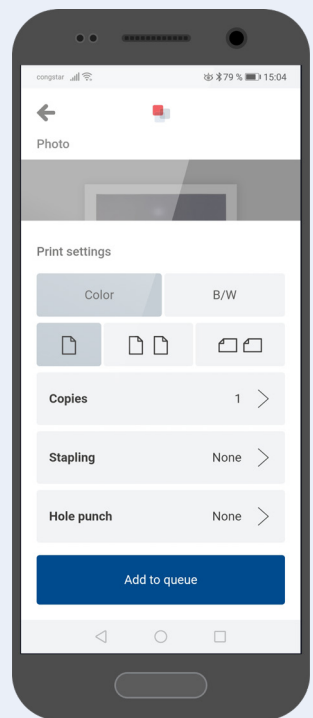 congstar 79 % 15:04
Photo
Print settings
Color B/W
Copies 1
Stapling None
Hole punch None
Add to queue